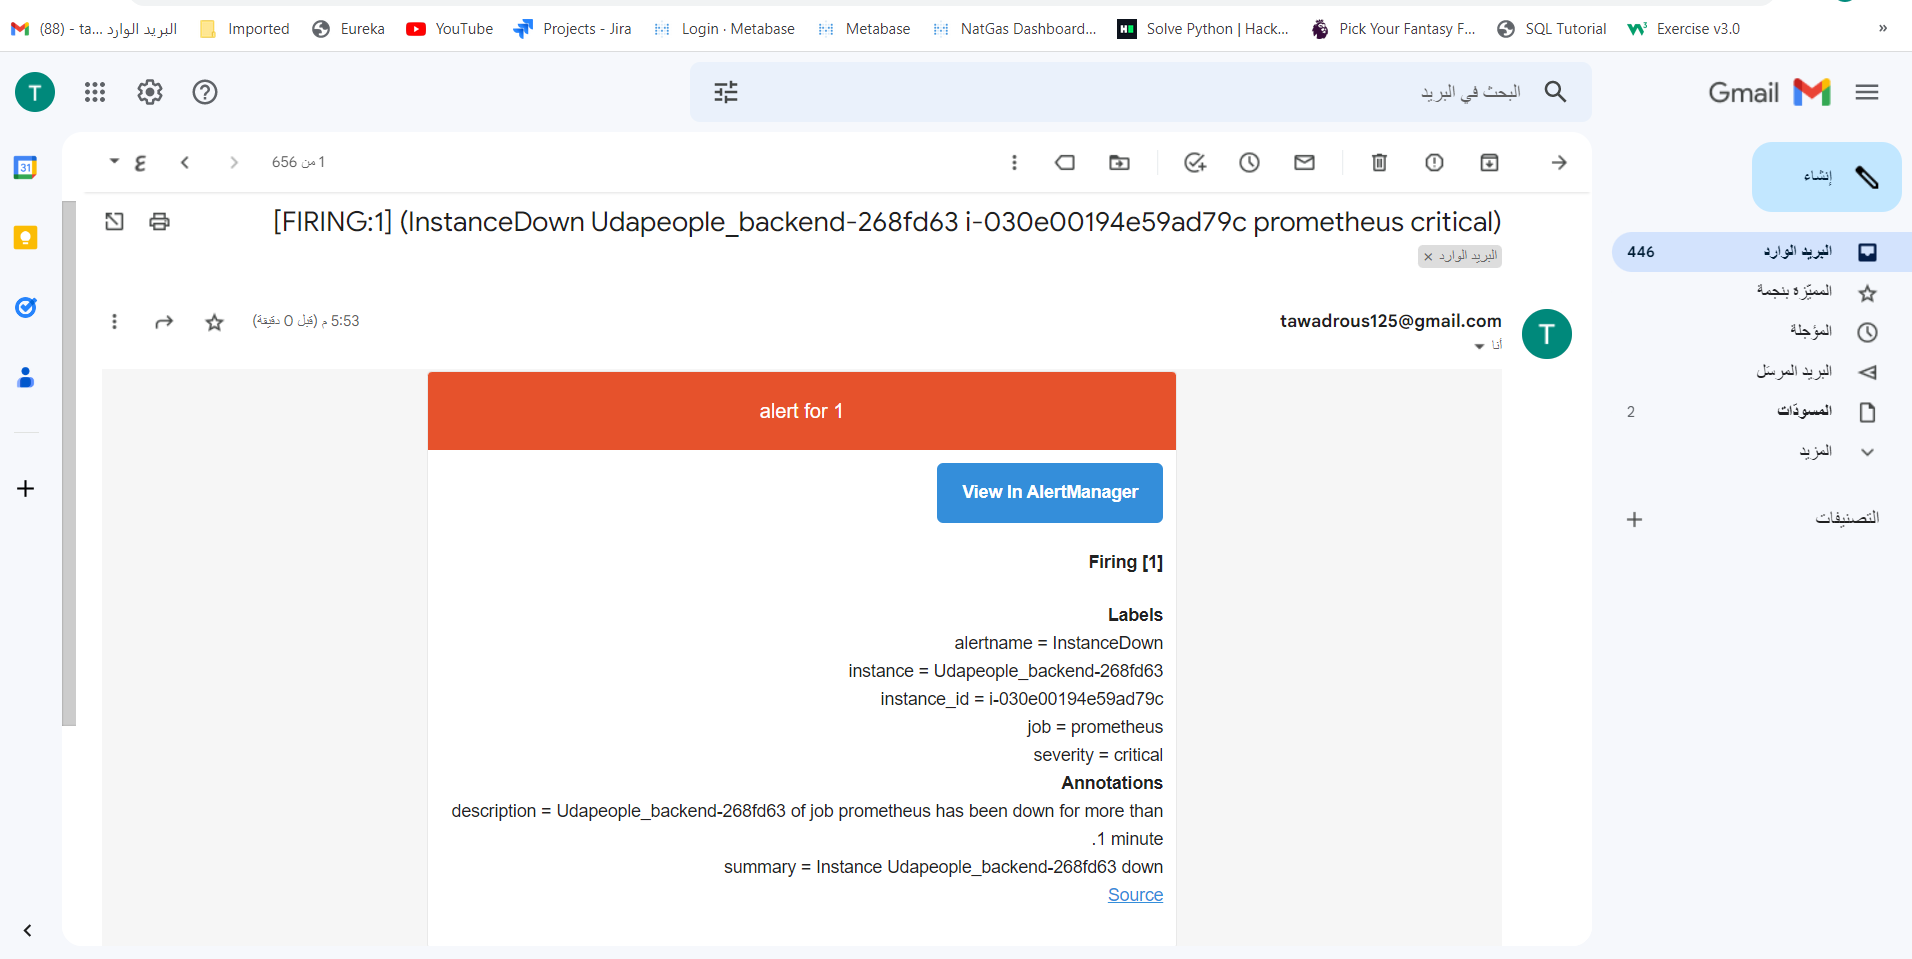 (88) - ta... البريد الوارد
Imported
Eureka
YouTube
Projects - Jira
Login · Metabase
Metabase
NatGas Dashboard...
Solve Python | Hack...
Pick Your Fantasy F...
SQL Tutorial
Exercise v3.0
»
T
البحث في البريد
Gmail
31
ع
1 من 656
إنشاء
[FIRING:1] (InstanceDown Udapeople_backend-268fd63 i-030e00194e59ad79c prometheus critical)
البريد الوارد ×
البريد الوارد 446
المميّزة بنجمة
المؤجلة
البريد المرسَل
المسودّات 2
المزيد
التصنيفات
tawadrous125@gmail.com
5:53 م (قبل 0 دقيقة)
أنا
T
alert for 1
View In AlertManager
Firing [1]
Labels
alertname = InstanceDown
instance = Udapeople_backend-268fd63
instance_id = i-030e00194e59ad79c
job = prometheus
severity = critical
Annotations
description = Udapeople_backend-268fd63 of job prometheus has been down for more than
.1 minute
summary = Instance Udapeople_backend-268fd63 down
Source